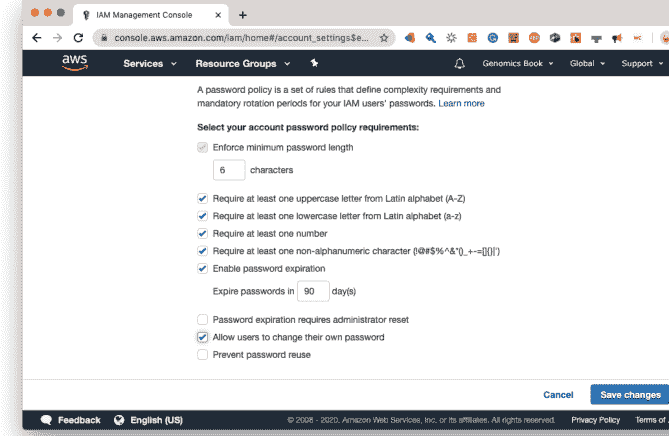 IAM Management Console
console.aws.amazon.com/iam/home#/account_settings$e...
aws Services Resource Groups Genomics Book Global Support
A password policy is a set of rules that define complexity requirements and
mandatory rotation periods for your IAM users' passwords. Learn more
Select your account password policy requirements:
Enforce minimum password length
6 characters
Require at least one uppercase letter from Latin alphabet (A-Z)
Require at least one lowercase letter from Latin alphabet (a-z)
Require at least one number
Require at least one non-alphanumeric character (!@#$%^&*()_+-=[]{}|')
Enable password expiration
Expire passwords in 90 day(s)
Password expiration requires administrator reset
Allow users to change their own password
Prevent password reuse
Cancel Save changes
Feedback English (US) © 2008 - 2020, Amazon Web Services, Inc. or its affiliates. All rights reserved. Privacy Policy Terms of